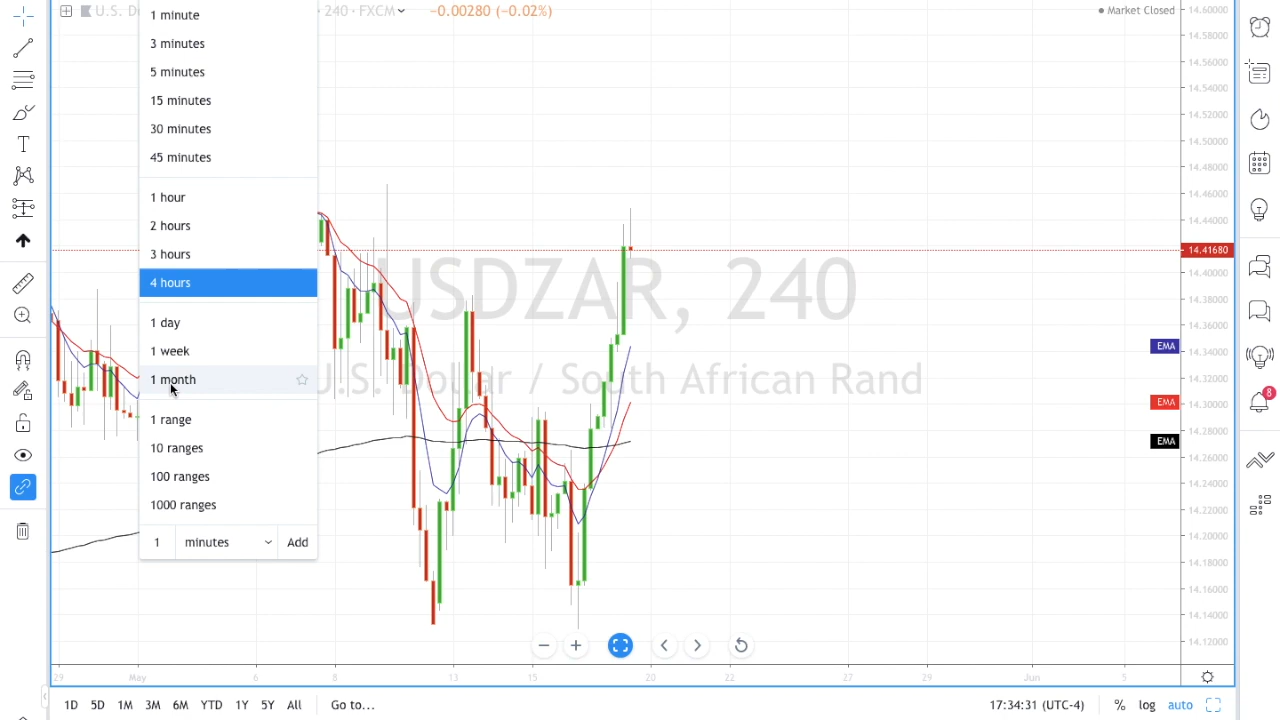 U.S. D
240 · FXCM
−0.00280 (−0.02%)
Market Closed
1 minute
3 minutes
5 minutes
15 minutes
30 minutes
45 minutes
1 hour
2 hours
3 hours
4 hours
1 day
1 week
1 month
1 range
10 ranges
100 ranges
1000 ranges
1 minutes Add
USDZAR, 240
U.S. Dollar / South African Rand
14.60000
14.58000
14.56000
14.54000
14.52000
14.50000
14.48000
14.46000
14.44000
14.41680
14.40000
14.38000
14.36000
14.34000
14.32000
14.30000
14.28000
14.26000
14.24000
14.22000
14.20000
14.18000
14.16000
14.14000
14.12000
EMA
EMA
EMA
8
29 May 6 8 13 15 20 22 27 29 Jun 5
1D 5D 1M 3M 6M YTD 1Y 5Y All Go to...
17:34:31 (UTC-4) % log auto